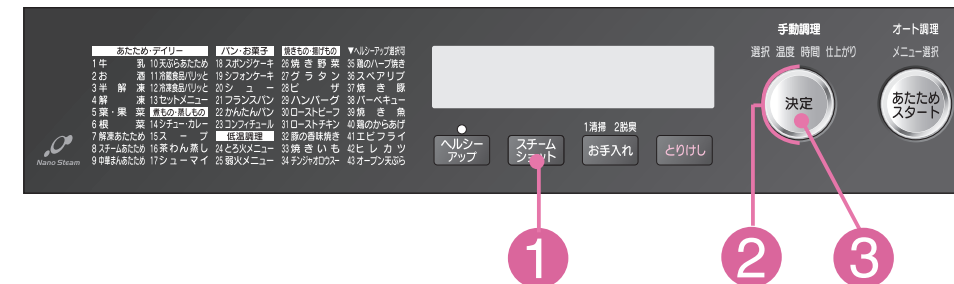 あたため・デイリー
1 牛 乳
2 お 酒
3 半 解 凍
4 解 凍
5 葉・果 菜
6 根 菜
7 解凍あたため
8 スチームあたため
9 中華まんあたため
10 天ぷらあたため
11 冷蔵食品パリッと
12 冷凍食品パリッと
13 セットメニュー
煮もの・蒸しもの
14 シチュー・カレー
15 ス ー プ
16 茶わん蒸し
17 シューマイ
パン・お菓子
18 スポンジケーキ
19 シフォンケーキ
20 シ ュ ー
21 フランスパン
22 かんたんパン
23 コンフィチュール
低温調理
24 とろ火メニュー
25 弱火メニュー
焼きもの・揚げもの
26 焼 き 野 菜
27 グ ラ タ ン
28 ピ ザ
29 ハンバーグ
30 ローストビーフ
31 ローストチキン
32 豚の香味焼き
33 焼 き い も
34 チンジャオロウスー
▼ヘルシーアップ選択可
35 鶏のハーブ焼き
36 スペアリブ
37 焼 き 豚
38 バーベキュー
39 焼 き 魚
40 鶏のからあげ
41 エビフライ
42 ヒ レ カ ツ
43 オーブン天ぷら
Nano Steam
ヘルシー
アップ
スチーム
ショット
1清掃 2脱臭
お手入れ
とりけし
手動調理
選択 温度 時間 仕上がり
決定
オート調理
メニュー選択
あたため
スタート
1
2
3